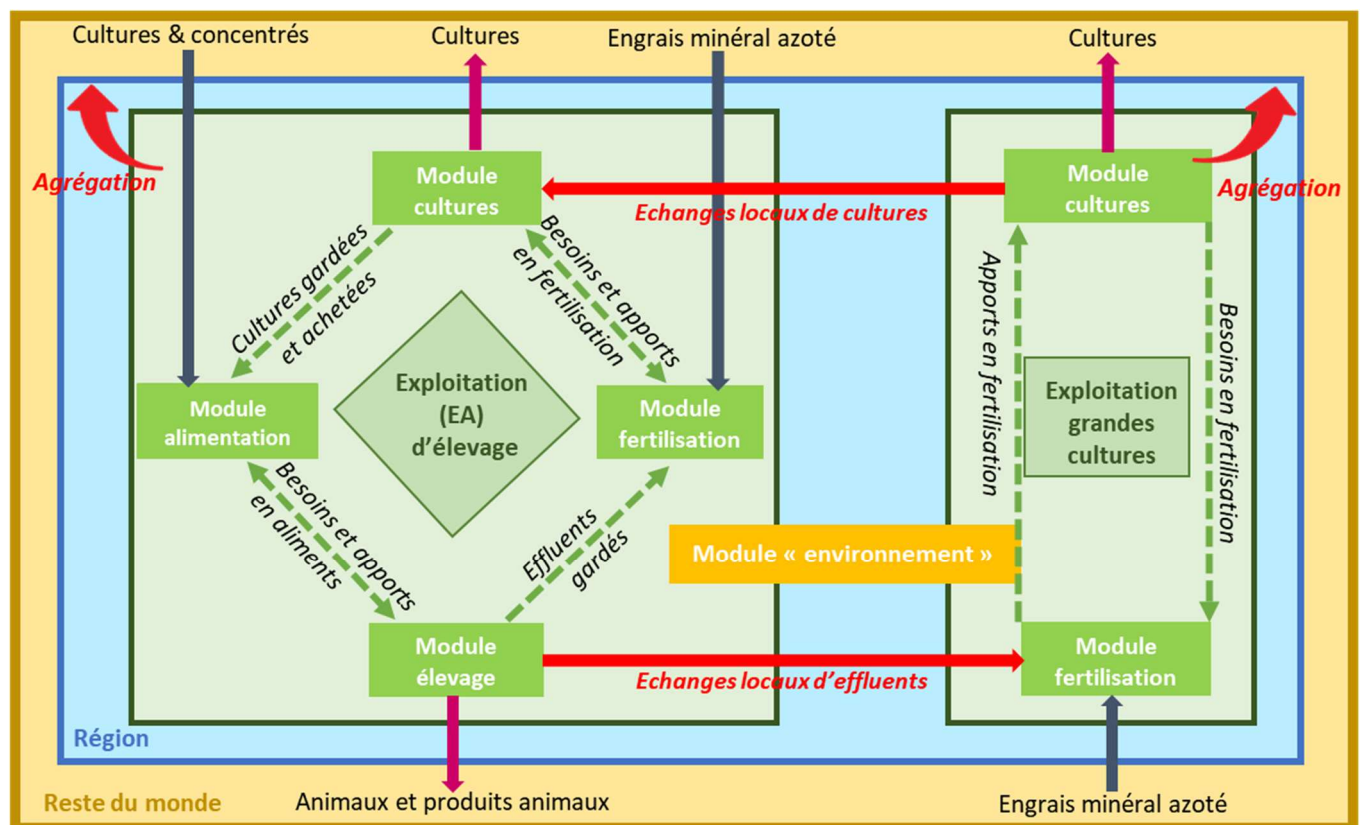 Cultures & concentrés
Cultures
Engrais minéral azoté
Cultures
Agrégation
Agrégation
Module
cultures
Module
cultures
Echanges locaux de cultures
Cultures gardées
et achetées
Besoins et apports
en fertilisation
Apports en fertilisation
Besoins en fertilisation
Exploitation
(EA)
d'élevage
Module
alimentation
Module
fertilisation
Exploitation
grandes
cultures
Besoins et apports
en aliments
Effluents
gardés
Module « environnement »
Module
élevage
Echanges locaux d'effluents
Module
fertilisation
Région
Reste du monde
Animaux et produits animaux
Engrais minéral azoté